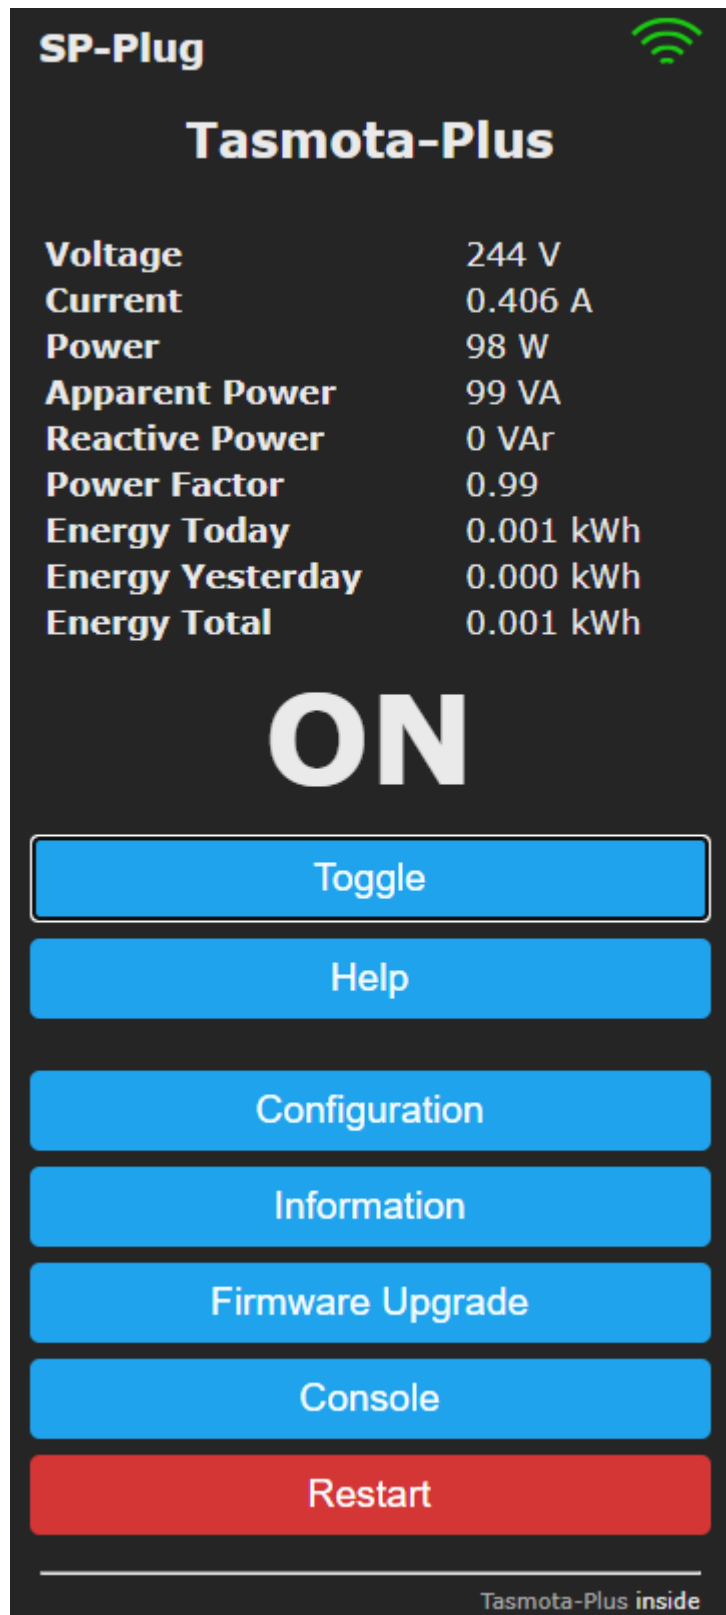 SP-Plug
Tasmota-Plus
Voltage 244 V
Current 0.406 A
Power 98 W
Apparent Power 99 VA
Reactive Power 0 VAr
Power Factor 0.99
Energy Today 0.001 kWh
Energy Yesterday 0.000 kWh
Energy Total 0.001 kWh
ON
Toggle
Help
Configuration
Information
Firmware Upgrade
Console
Restart
Tasmota-Plus inside